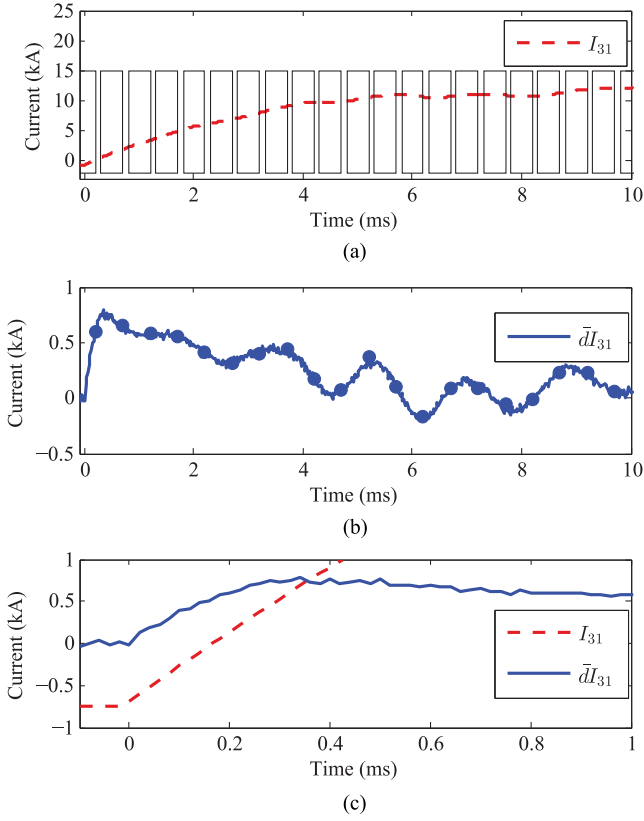 25
20
15
10
5
0
Current (kA)
I₃₁
0 2 4 6 8 10
Time (ms)
(a)
1
0.5
0
−0.5
Current (kA)
d̄I₃₁
0 2 4 6 8 10
Time (ms)
(b)
1
0.5
0
−0.5
−1
Current (kA)
I₃₁
d̄I₃₁
0 0.2 0.4 0.6 0.8 1
Time (ms)
(c)